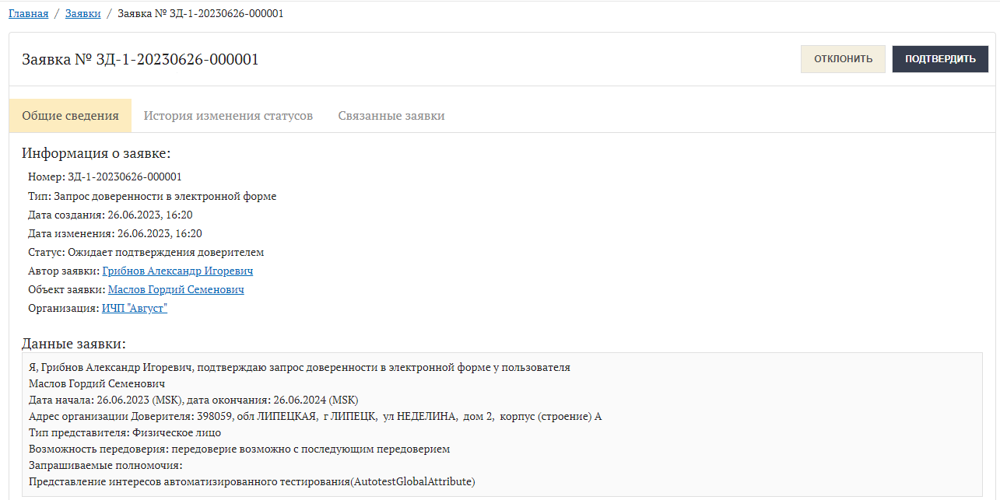 Главная / Заявки / Заявка № ЗД-1-20230626-000001
Заявка № ЗД-1-20230626-000001
ОТКЛОНИТЬ ПОДТВЕРДИТЬ
Общие сведения История изменения статусов Связанные заявки
Информация о заявке:
Номер: ЗД-1-20230626-000001
Тип: Запрос доверенности в электронной форме
Дата создания: 26.06.2023, 16:20
Дата изменения: 26.06.2023, 16:20
Статус: Ожидает подтверждения доверителем
Автор заявки: Грибнов Александр Игоревич
Объект заявки: Маслов Гордий Семенович
Организация: ИЧП "Август"
Данные заявки:
Я, Грибнов Александр Игоревич, подтверждаю запрос доверенности в электронной форме у пользователя
Маслов Гордий Семенович
Дата начала: 26.06.2023 (MSK), дата окончания: 26.06.2024 (MSK)
Адрес организации Доверителя: 398059, обл ЛИПЕЦКАЯ, г ЛИПЕЦК, ул НЕДЕЛИНА, дом 2, корпус (строение) А
Тип представителя: Физическое лицо
Возможность передоверия: передоверие возможно с последующим передоверием
Запрашиваемые полномочия:
Представление интересов автоматизированного тестирования(AutotestGlobalAttribute)